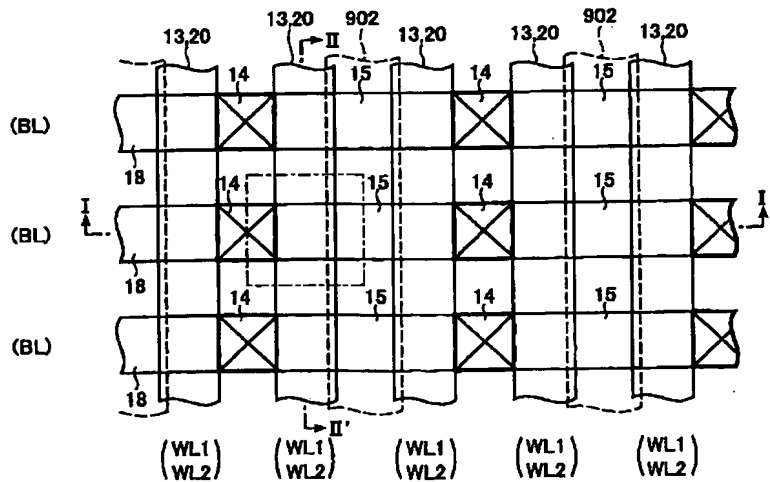 902 902
13,20 13,20 II 13,20 13,20 13,20
14 15 14 15
(BL)
18
14 15 14 15
I I
(BL)
18
14 15 14 15
(BL)
18
II'
(WL1 (WL1 (WL1 (WL1 (WL1
WL2) WL2) WL2) WL2) WL2)